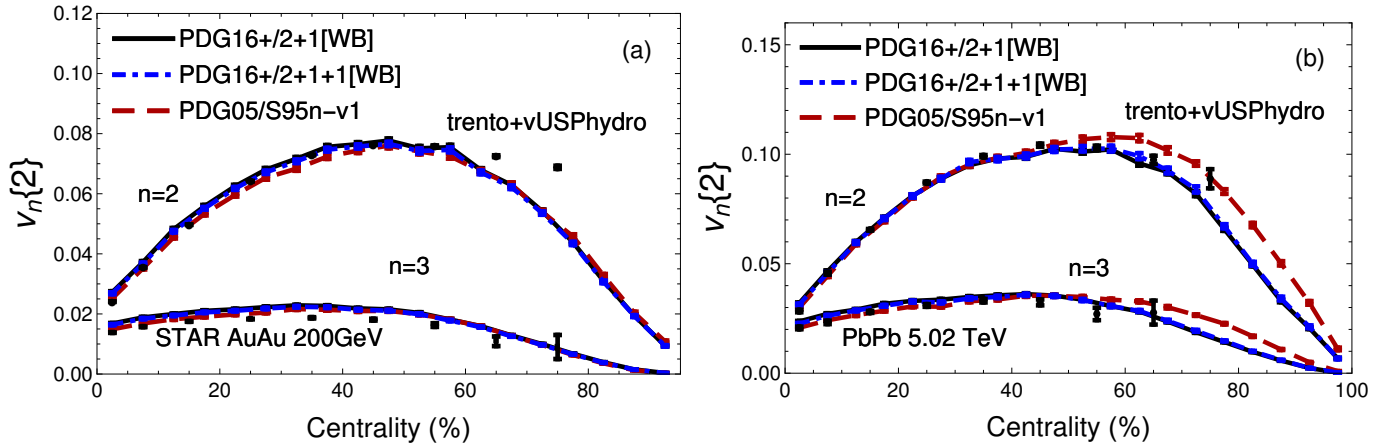 0.12
0.10
0.08
0.06
0.04
0.02
0.00
0
20
40
60
80
vn{2}
Centrality (%)
PDG16+/2+1[WB]
PDG16+/2+1+1[WB]
PDG05/S95n-v1
(a)
trento+vUSPhydro
n=2
n=3
STAR AuAu 200GeV
0.15
0.10
0.05
0.00
0
20
40
60
80
100
vn{2}
Centrality (%)
PDG16+/2+1[WB]
PDG16+/2+1+1[WB]
PDG05/S95n-v1
(b)
trento+vUSPhydro
n=2
n=3
PbPb 5.02 TeV